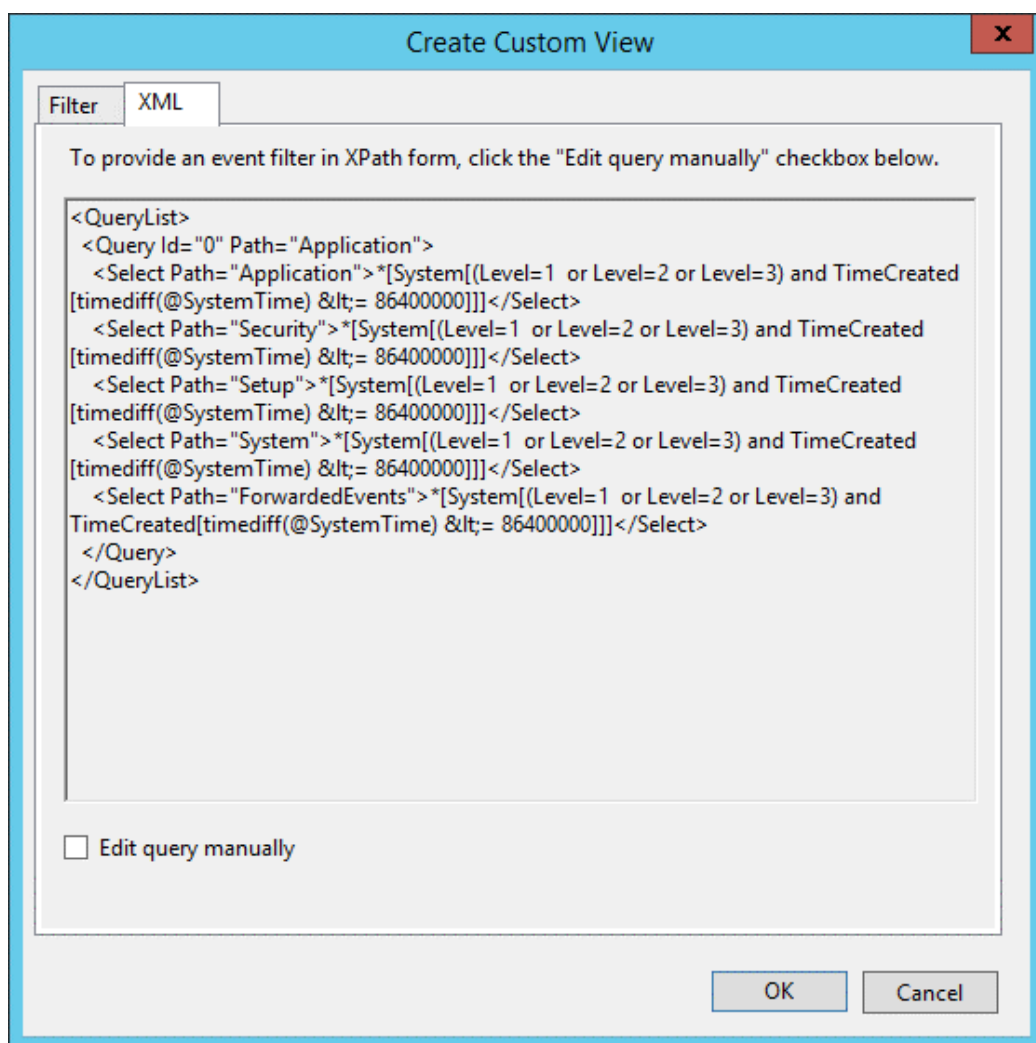 Create Custom View
x
Filter
XML
To provide an event filter in XPath form, click the "Edit query manually" checkbox below.
<QueryList>
  <Query Id="0" Path="Application">
    <Select Path="Application">*[System[(Level=1  or Level=2 or Level=3) and TimeCreated
[timediff(@SystemTime) &lt;= 86400000]]]</Select>
    <Select Path="Security">*[System[(Level=1  or Level=2 or Level=3) and TimeCreated
[timediff(@SystemTime) &lt;= 86400000]]]</Select>
    <Select Path="Setup">*[System[(Level=1  or Level=2 or Level=3) and TimeCreated
[timediff(@SystemTime) &lt;= 86400000]]]</Select>
    <Select Path="System">*[System[(Level=1  or Level=2 or Level=3) and TimeCreated
[timediff(@SystemTime) &lt;= 86400000]]]</Select>
    <Select Path="ForwardedEvents">*[System[(Level=1  or Level=2 or Level=3) and
TimeCreated[timediff(@SystemTime) &lt;= 86400000]]]</Select>
  </Query>
</QueryList>
Edit query manually
OK
Cancel